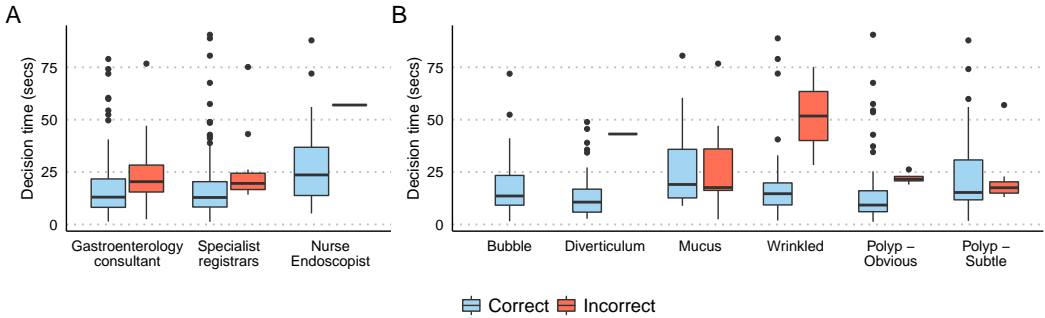 A
Decision time (secs)
75
50
25
0
Gastroenterology
consultant
Specialist
registrars
Nurse
Endoscopist
B
Decision time (secs)
75
50
25
0
Bubble
Diverticulum
Mucus
Wrinkled
Polyp –
Obvious
Polyp –
Subtle
Correct
Incorrect